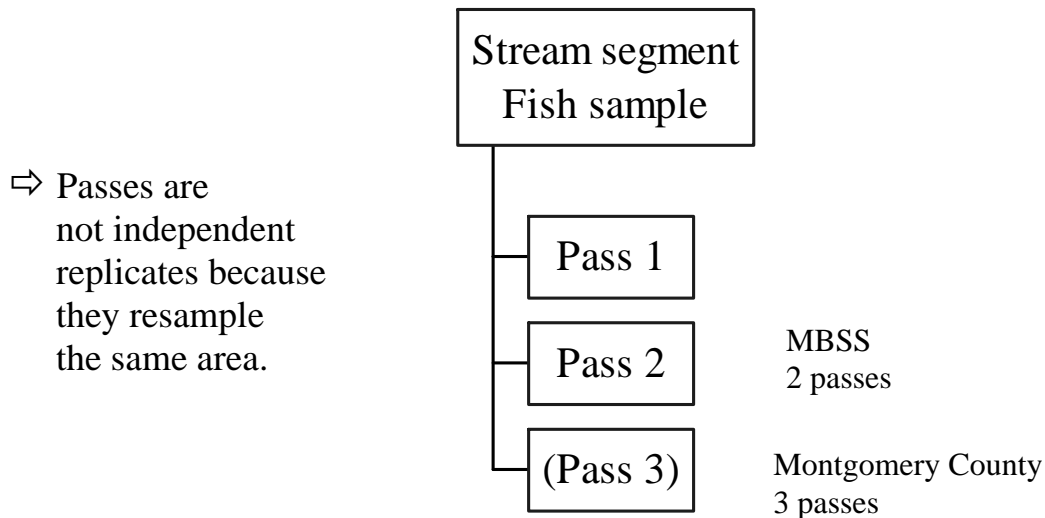 Stream segment
Fish sample
⇨ Passes are
not independent
replicates because
they resample
the same area.
Pass 1
Pass 2
MBSS
2 passes
(Pass 3)
Montgomery County
3 passes